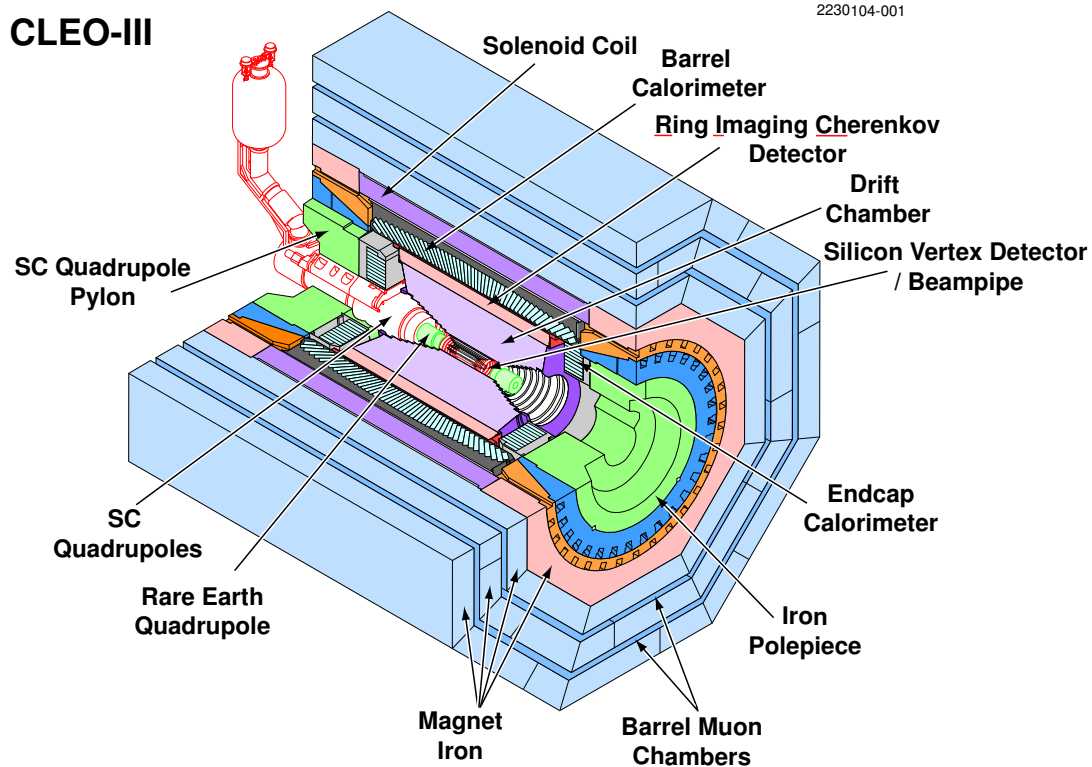 2230104-001
CLEO-III
Solenoid Coil
Barrel
Calorimeter
Ring Imaging Cherenkov
Detector
Drift
Chamber
Silicon Vertex Detector
/ Beampipe
SC Quadrupole
Pylon
Endcap
Calorimeter
SC
Quadrupoles
Rare Earth
Quadrupole
Iron
Polepiece
Magnet
Iron
Barrel Muon
Chambers